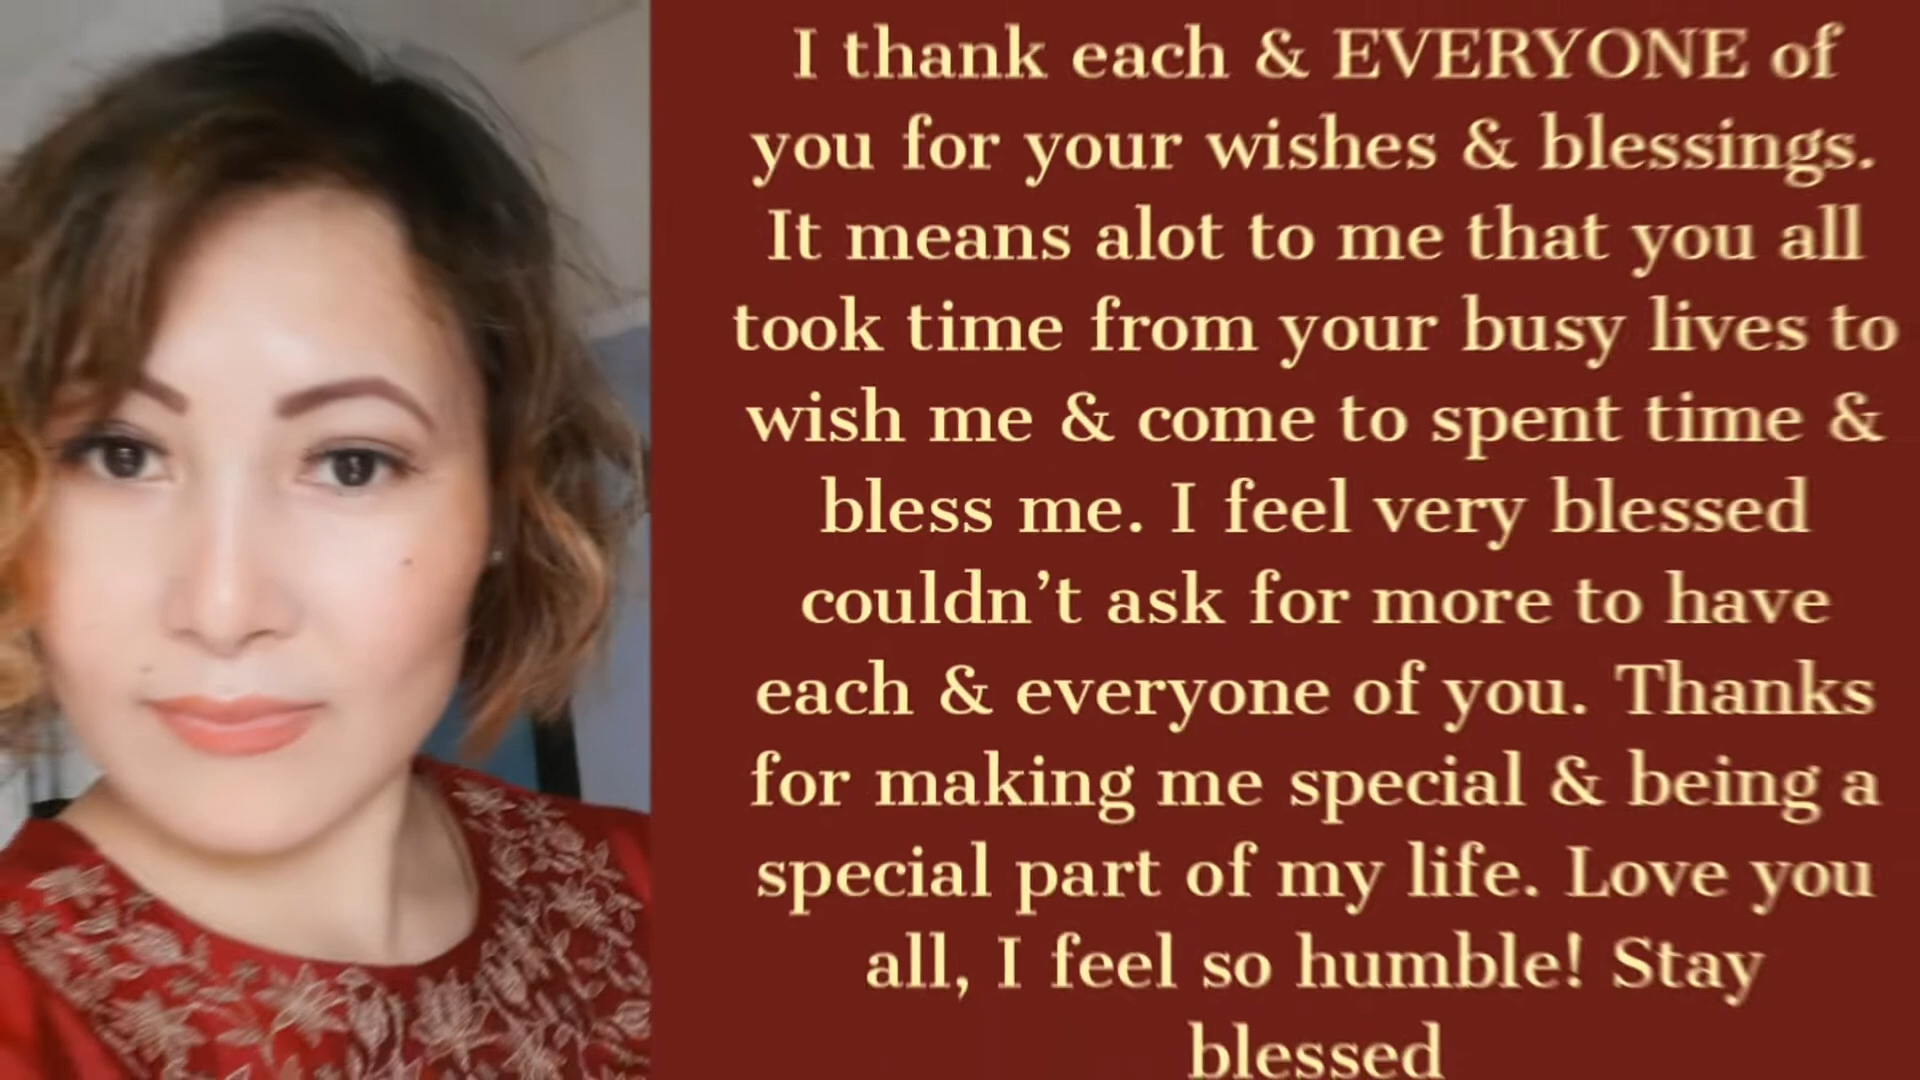 I thank each & EVERYONE of
you for your wishes & blessings.
It means alot to me that you all
took time from your busy lives to
wish me & come to spent time &
bless me. I feel very blessed
couldn’t ask for more to have
each & everyone of you. Thanks
for making me special & being a
special part of my life. Love you
all, I feel so humble! Stay
blessed